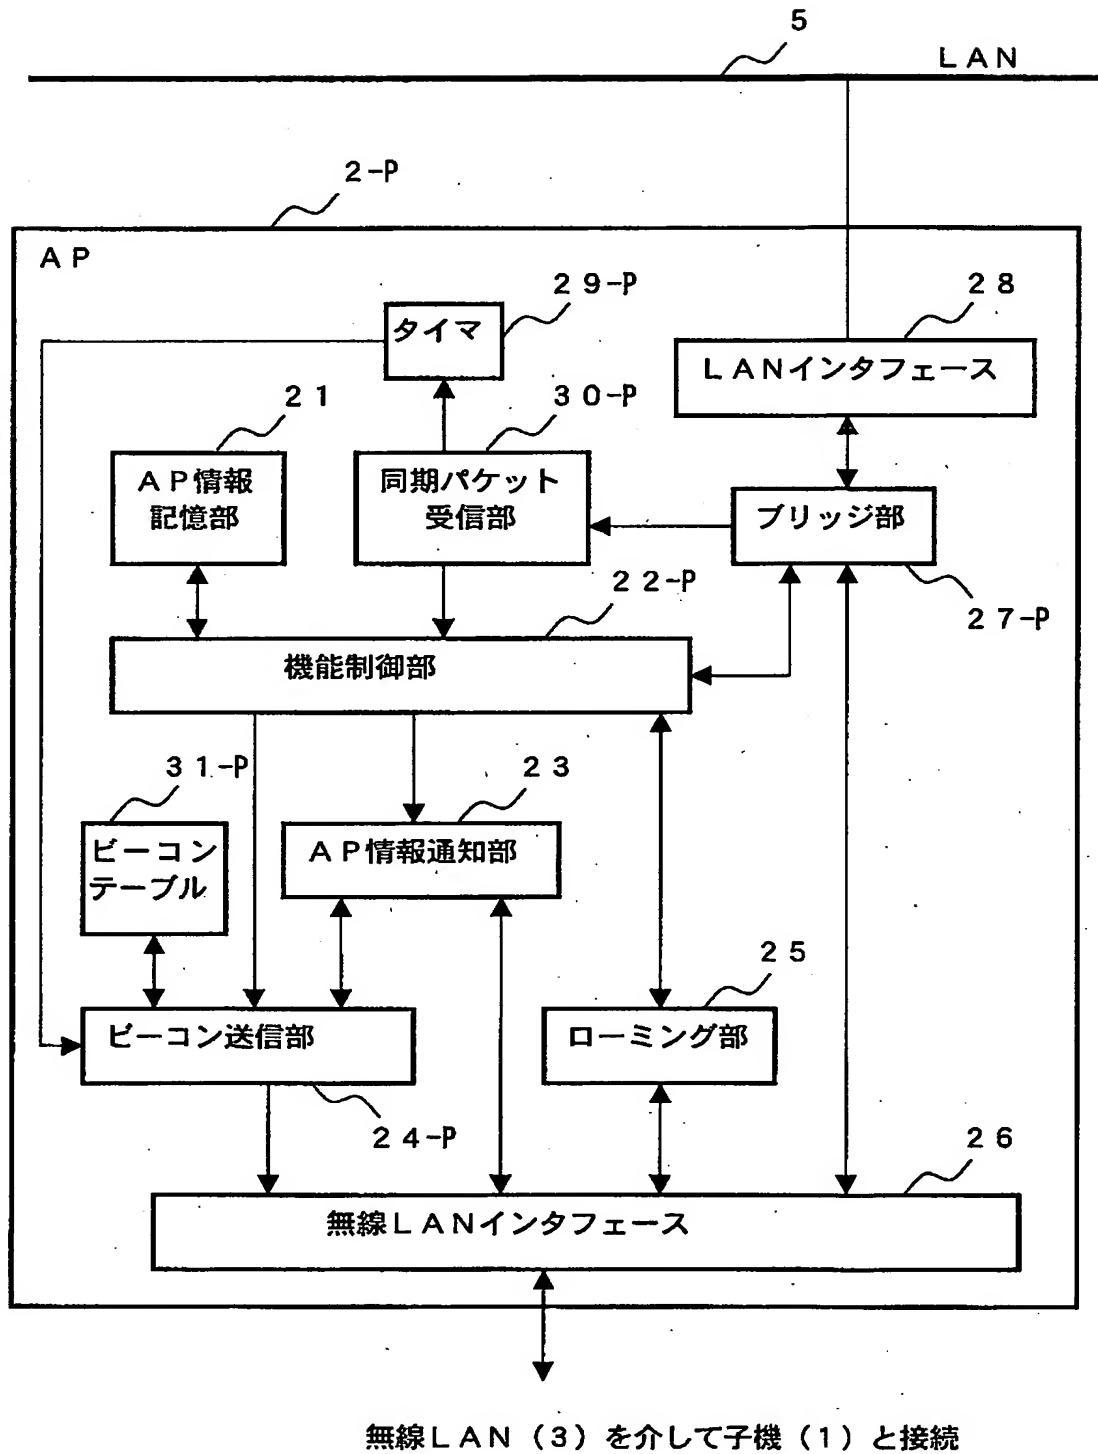 ５
ＬＡＮ
２-P
ＡＰ
２９-P
タイマ
２８
ＬＡＮインタフェース
２１
３０-P
ＡＰ情報
記憶部
同期パケット
受信部
ブリッジ部
２２-P
２７-P
機能制御部
３１-P
２３
ビーコン
テーブル
ＡＰ情報通知部
２５
ビーコン送信部
ローミング部
２４-P
２６
無線ＬＡＮインタフェース
無線ＬＡＮ（３）を介して子機（１）と接続